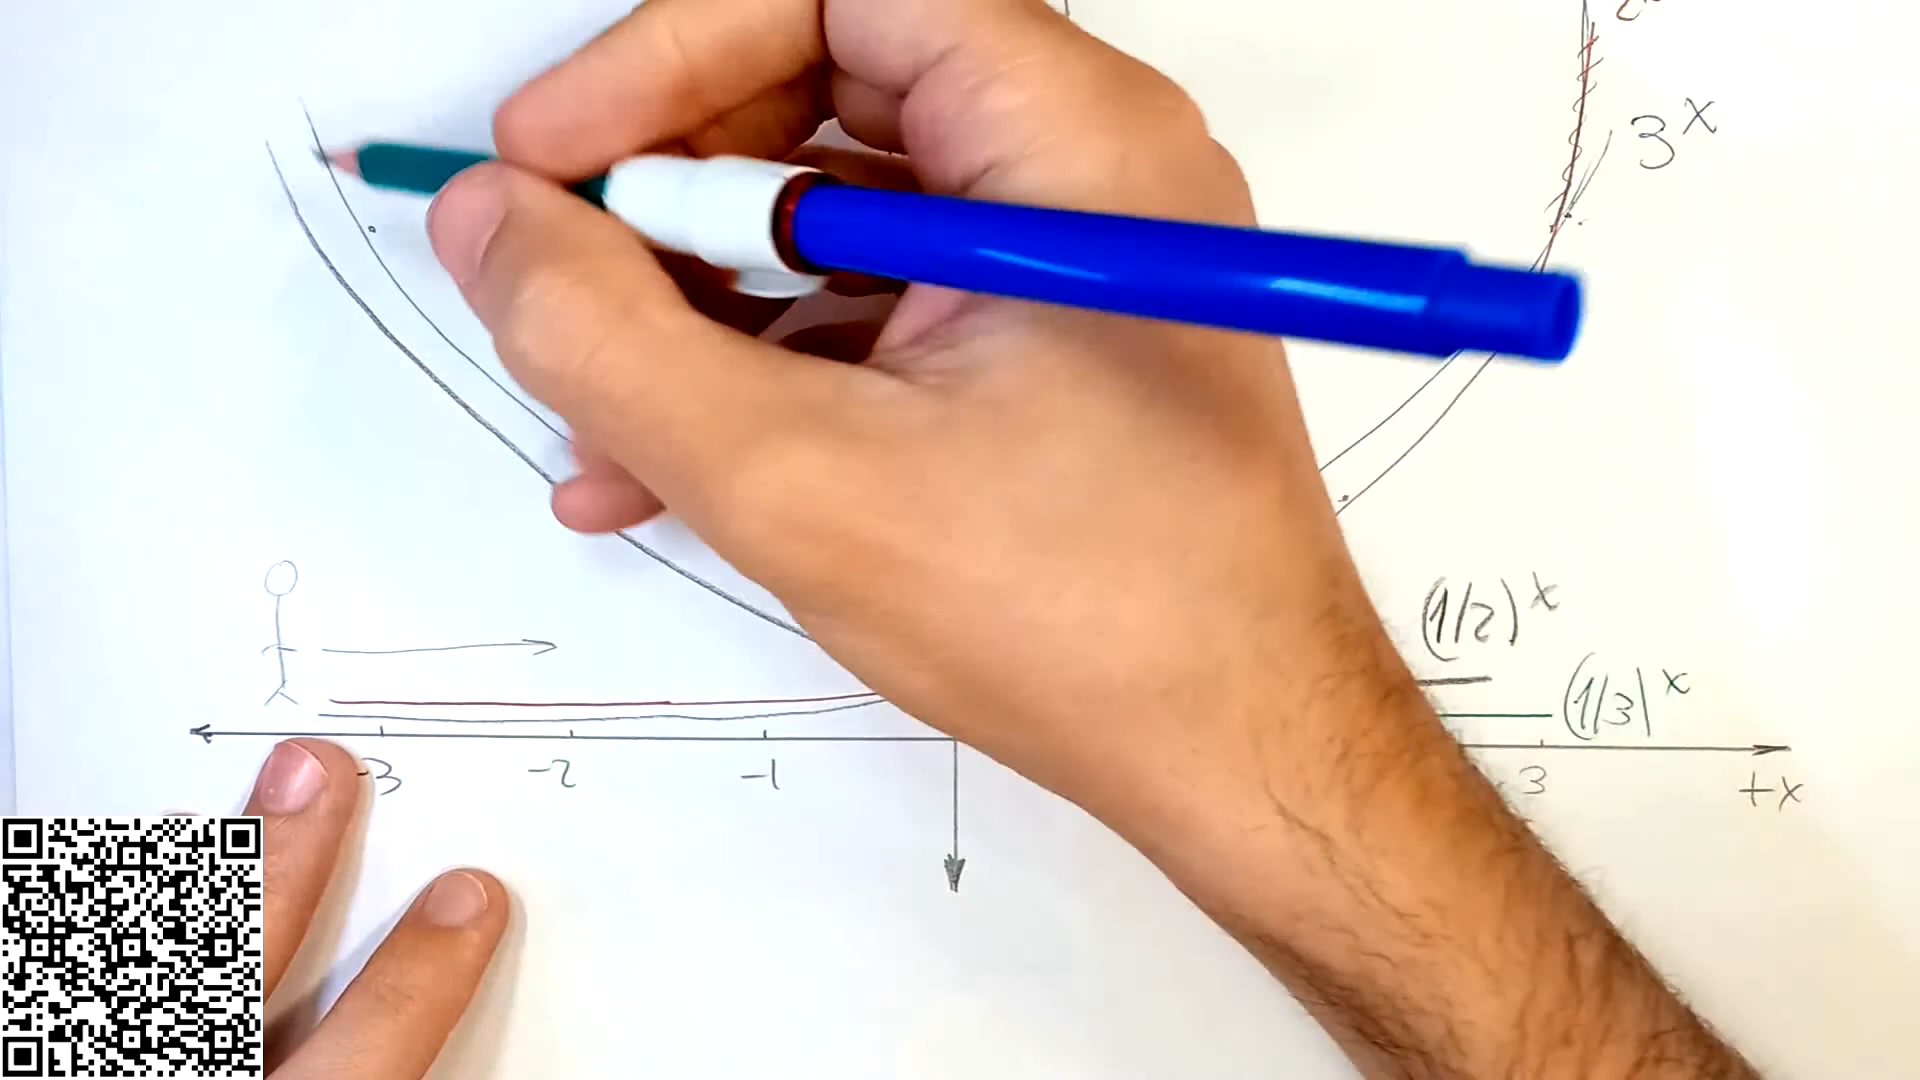 3^x
(1/2)^x
(1/3)^x
-3 -2 -1 3 +x